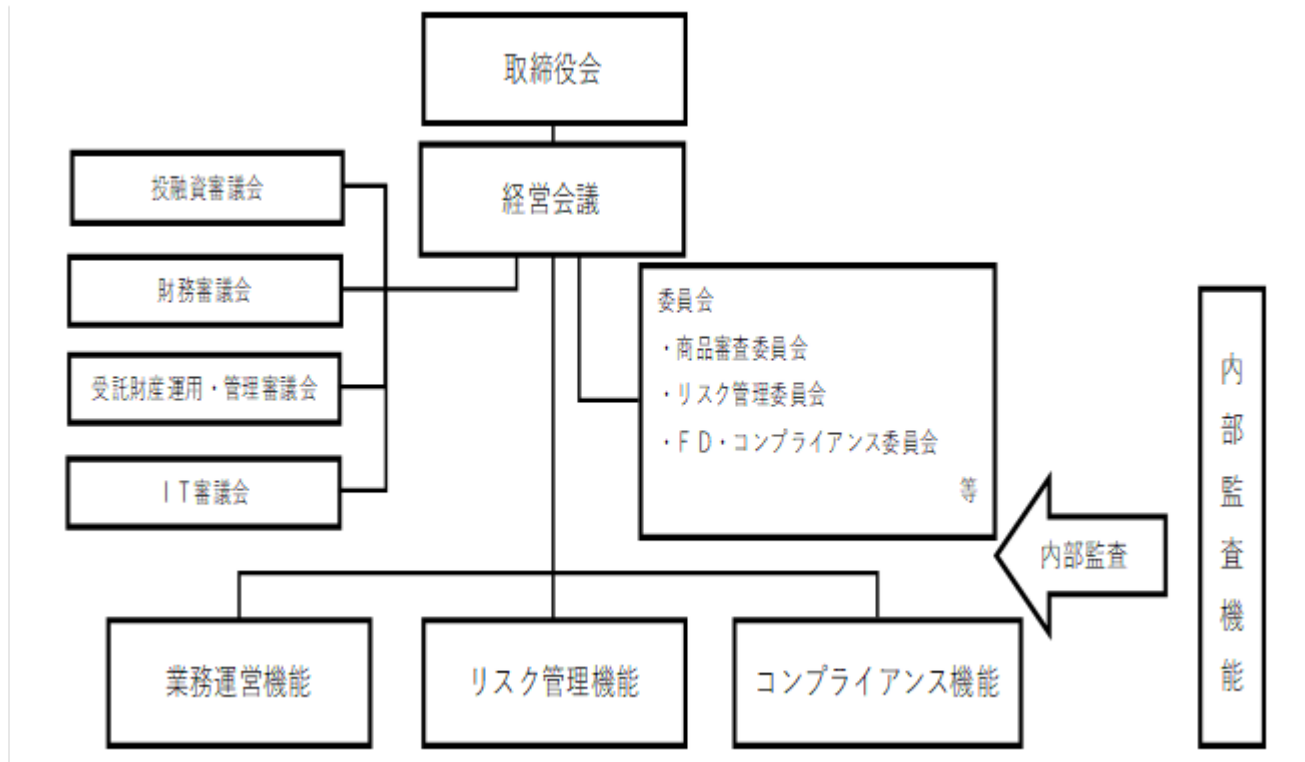 取締役会
経営会議
投融資審議会
財務審議会
受託財産運用・管理審議会
ＩＴ審議会
委員会
・商品審査委員会
・リスク管理委員会
・ＦＤ・コンプライアンス委員会
等
内部監査
内部監査機能
業務運営機能
リスク管理機能
コンプライアンス機能